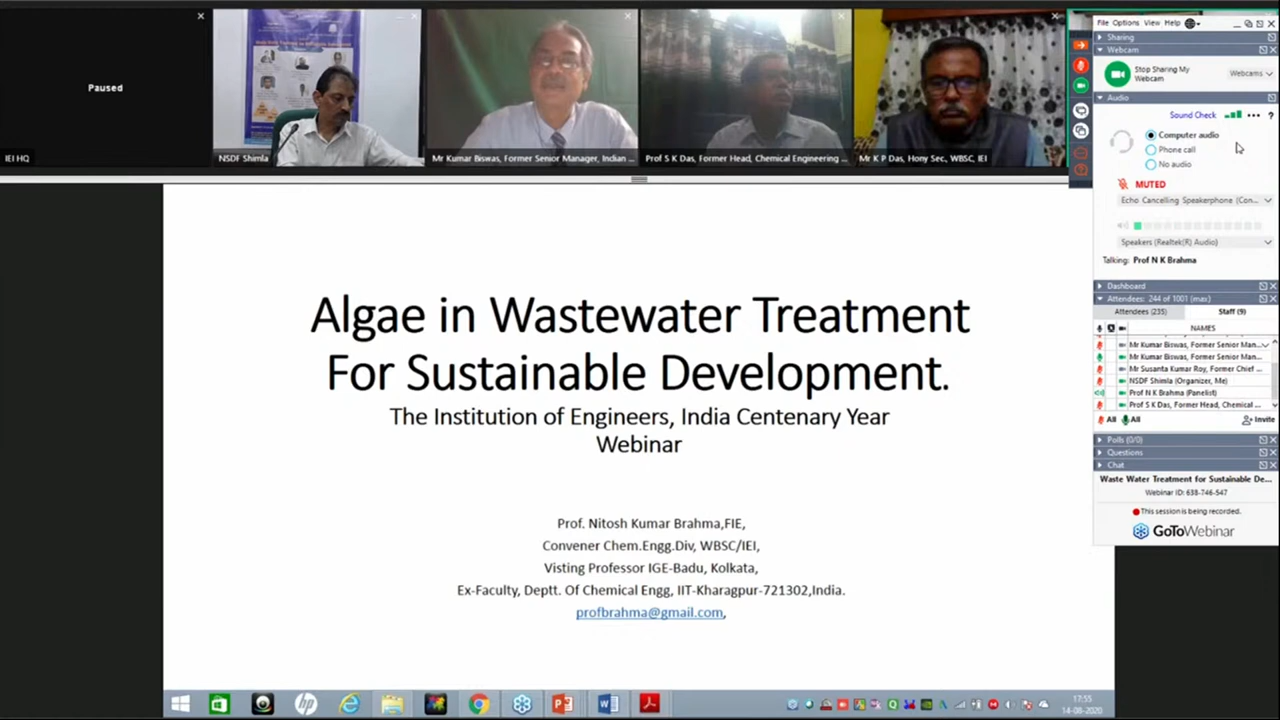 Paused
IEI HQ
NSDF Shimla
Mr Kumar Biswas, Former Senior Manager, Indian ...
Prof S K Das, Former Head, Chemical Engineering ...
Mr K P Das, Hony Sec., WBSC, IEI
File Options View Help
Sharing
Webcam
Stop Sharing My
Webcam
Webcams
Audio
Sound Check
?
Computer audio
Phone call
No audio
MUTED
Echo Cancelling Speakerphone (Con...
Speakers (Realtek(R) Audio)
Talking: Prof N K Brahma
Dashboard
Attendees: 244 of 1001 (max)
Attendees (235)
Staff (9)
NAMES
Mr Kumar Biswas, Former Senior Man...
Mr Kumar Biswas, Former Senior Man...
Mr Susanta Kumar Roy, Former Chief ...
NSDF Shimla (Organizer, Me)
Prof N K Brahma (Panelist)
Prof S K Das, Former Head, Chemical ...
All All Invite
Polls (0/0)
Questions
Chat
Waste Water Treatment for Sustainable De...
Webinar ID: 638-746-547
This session is being recorded.
GoToWebinar
Algae in Wastewater Treatment
For Sustainable Development.
The Institution of Engineers, India Centenary Year
Webinar
Prof. Nitosh Kumar Brahma,FIE,
Convener Chem.Engg.Div, WBSC/IEI,
Visting Professor IGE-Badu, Kolkata,
Ex-Faculty, Deptt. Of Chemical Engg, IIT-Kharagpur-721302,India.
profbrahma@gmail.com,
17:55
14-08-2020